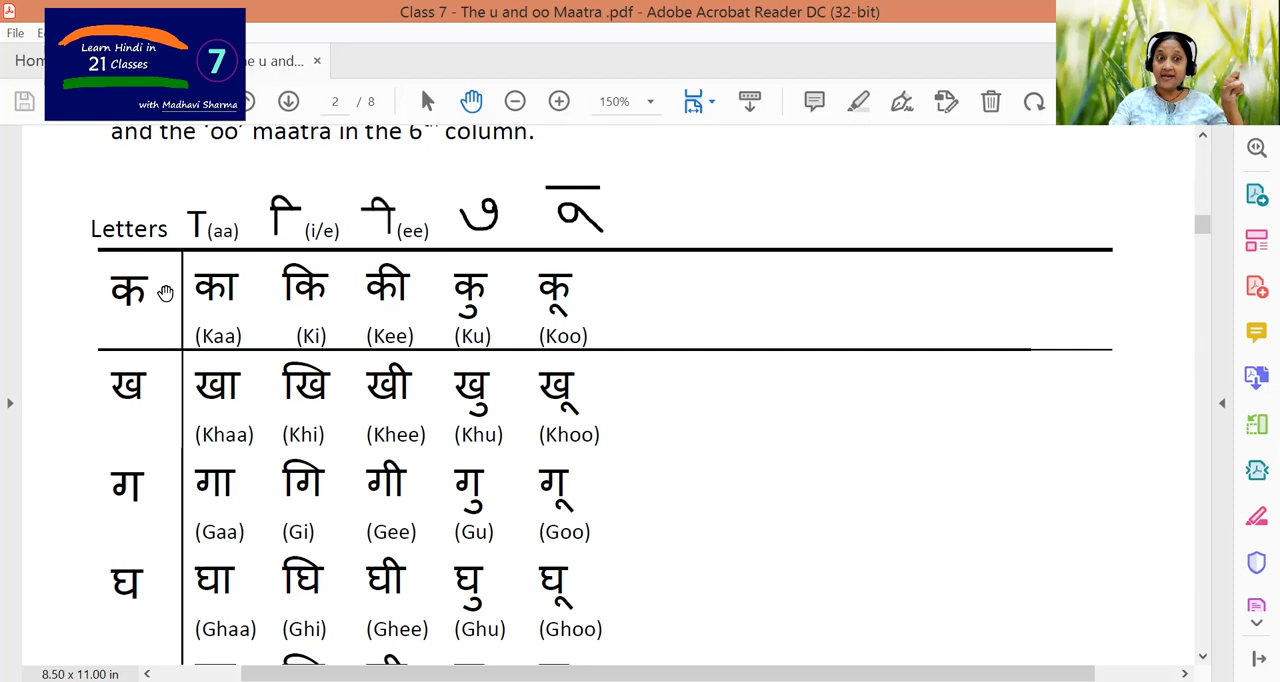 Class 7 - The u and oo Maatra .pdf - Adobe Acrobat Reader DC (32-bit)
File
Learn Hindi in
21 Classes
7
with Madhavi Sharma
e u and... ×
2 / 8
150%
and the ‘oo’ maatra in the 6th column.
Letters ा (aa) ि (i/e) ी (ee) ु ू
क का कि की कु कू
(Kaa) (Ki) (Kee) (Ku) (Koo)
ख खा खि खी खु खू
(Khaa) (Khi) (Khee) (Khu) (Khoo)
ग गा गि गी गु गू
(Gaa) (Gi) (Gee) (Gu) (Goo)
घ घा घि घी घु घू
(Ghaa) (Ghi) (Ghee) (Ghu) (Ghoo)
8.50 x 11.00 in